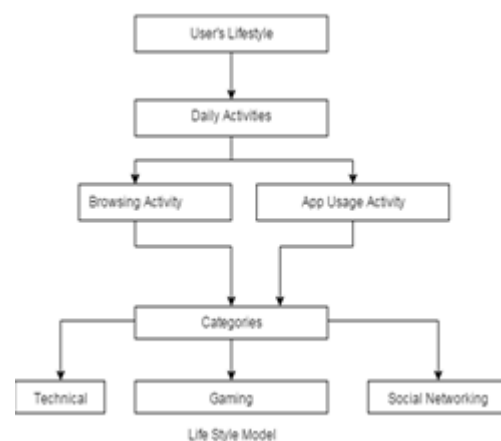 User's Lifestyle
Daily Activities
Browsing Activity
App Usage Activity
Categories
Technical
Gaming
Social Networking
Life Style Model